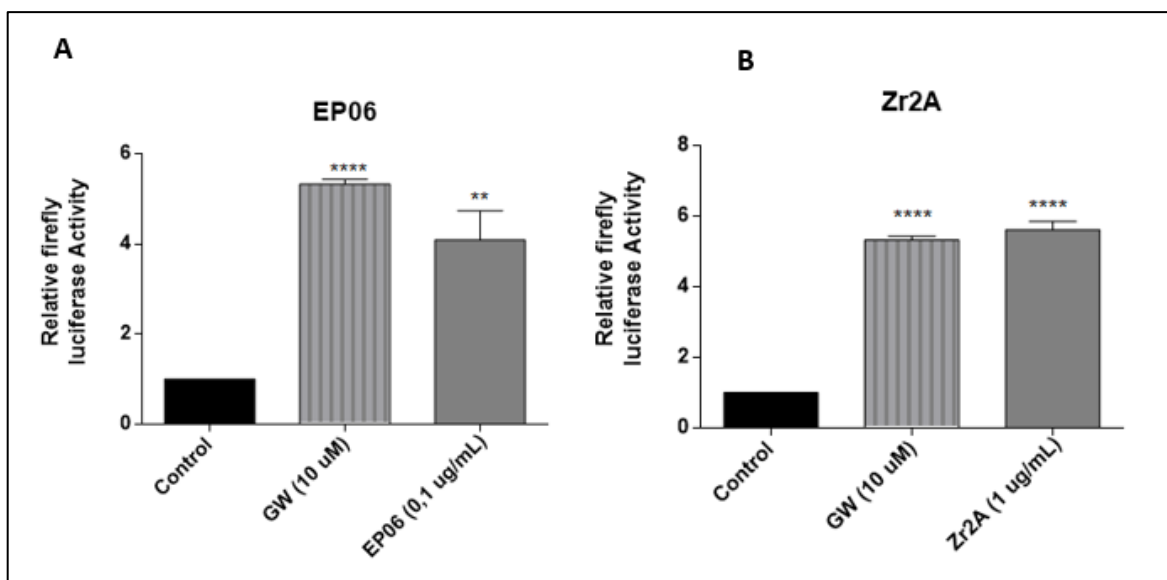 A
EP06
Relative firefly
luciferase Activity
6
4
2
0
****
**
Control
GW (10 uM)
EP06 (0,1 ug/mL)
B
Zr2A
Relative firefly
luciferase Activity
8
6
4
2
0
****
****
Control
GW (10 uM)
Zr2A (1 ug/mL)